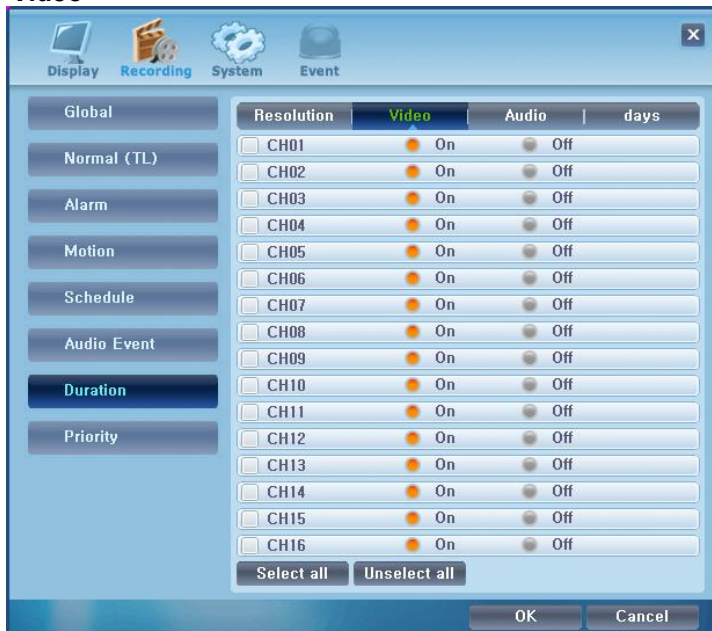 Video
Display Recording System Event
Global
Normal (TL)
Alarm
Motion
Schedule
Audio Event
Duration
Priority
Resolution Video Audio days
CH01 On Off
CH02 On Off
CH03 On Off
CH04 On Off
CH05 On Off
CH06 On Off
CH07 On Off
CH08 On Off
CH09 On Off
CH10 On Off
CH11 On Off
CH12 On Off
CH13 On Off
CH14 On Off
CH15 On Off
CH16 On Off
Select all Unselect all
OK Cancel